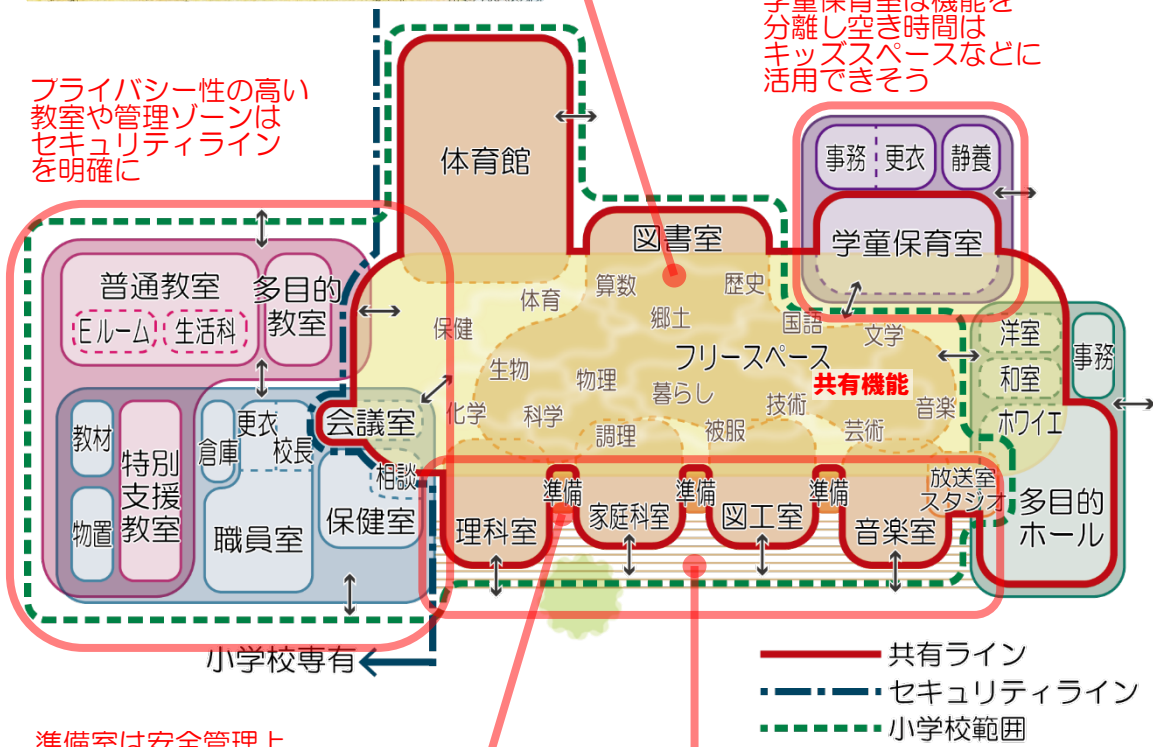 学童保育室は機能を
分離し空き時間は
キッズスペースなどに
活用できそう
プライバシー性の高い
教室や管理ゾーンは
セキュリティライン
を明確に
体育館
事務
更衣
静養
学童保育室
図書室
普通教室
Eルーム
生活科
多目的
教室
体育
算数
歴史
保健
郷土
国語
文学
フリースペース
共有機能
生物
物理
暮らし
技術
音楽
化学
科学
調理
被服
芸術
洋室
和室
ホワイエ
事務
多目的
ホール
教材
物置
特別
支援
教室
倉庫
更衣
校長
職員室
会議室
相談
保健室
理科室
準備
家庭科室
準備
図工室
準備
音楽室
放送室
スタジオ
小学校専有
共有ライン
セキュリティライン
小学校範囲
準備室は安全管理上